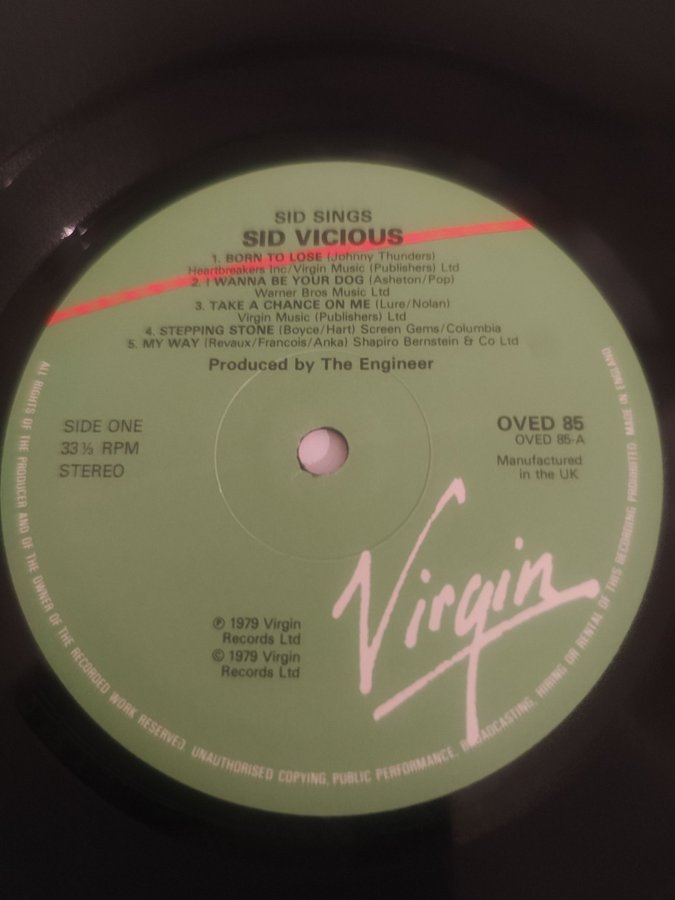 SID SINGS
SID VICIOUS
1. BORN TO LOSE (Johnny Thunders)
Heartbreakers Inc/Virgin Music (Publishers) Ltd
2. I WANNA BE YOUR DOG (Asheton/Pop)
Warner Bros Music Ltd
3. TAKE A CHANCE ON ME (Lure/Nolan)
Virgin Music (Publishers) Ltd
4. STEPPING STONE (Boyce/Hart) Screen Gems/Columbia
5. MY WAY (Revaux/Francois/Anka) Shapiro Bernstein & Co Ltd
Produced by The Engineer
SIDE ONE
33⅓ RPM
STEREO
OVED 85
OVED 85-A
Manufactured
in the UK
Virgin
℗ 1979 Virgin
Records Ltd
© 1979 Virgin
Records Ltd
ALL RIGHTS OF THE PRODUCER AND OF THE OWNER OF THE RECORDED WORK RESERVED. UNAUTHORISED COPYING, PUBLIC PERFORMANCE, BROADCASTING, HIRING OR RENTAL OF THIS RECORDING PROHIBITED MADE IN ENGLAND